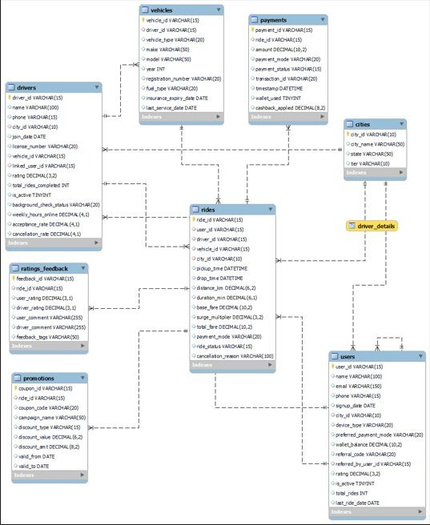 vehicles
vehicle_id VARCHAR(15)
driver_id VARCHAR(15)
vehicle_type VARCHAR(20)
make VARCHAR(50)
model VARCHAR(50)
year INT
registration_number VARCHAR(20)
fuel_type VARCHAR(20)
insurance_expiry_date DATE
last_service_date DATE
Indexes
payments
payment_id VARCHAR(15)
ride_id VARCHAR(15)
amount DECIMAL(10,2)
payment_mode VARCHAR(20)
payment_status VARCHAR(15)
transaction_id VARCHAR(20)
timestamp DATETIME
wallet_used TINYINT
cashback_applied DECIMAL(8,2)
Indexes
drivers
driver_id VARCHAR(15)
name VARCHAR(100)
phone VARCHAR(15)
city_id VARCHAR(10)
join_date DATE
license_number VARCHAR(20)
vehicle_id VARCHAR(15)
linked_user_id VARCHAR(15)
rating DECIMAL(3,2)
total_rides_completed INT
is_active TINYINT
background_check_status VARCHAR(20)
weekly_hours_online DECIMAL(4,1)
acceptance_rate DECIMAL(4,1)
cancellation_rate DECIMAL(4,1)
Indexes
cities
city_id VARCHAR(10)
city_name VARCHAR(50)
state VARCHAR(50)
tier VARCHAR(10)
Indexes
driver_details
rides
ride_id VARCHAR(15)
user_id VARCHAR(15)
driver_id VARCHAR(15)
vehicle_id VARCHAR(15)
city_id VARCHAR(10)
pickup_time DATETIME
drop_time DATETIME
distance_km DECIMAL(6,2)
duration_min DECIMAL(6,1)
base_fare DECIMAL(10,2)
surge_multiplier DECIMAL(3,2)
total_fare DECIMAL(10,2)
payment_mode VARCHAR(20)
ride_status VARCHAR(15)
cancellation_reason VARCHAR(100)
Indexes
ratings_feedback
feedback_id VARCHAR(15)
ride_id VARCHAR(15)
user_rating DECIMAL(3,1)
driver_rating DECIMAL(3,1)
user_comment VARCHAR(255)
driver_comment VARCHAR(255)
feedback_tags VARCHAR(50)
Indexes
promotions
coupon_id VARCHAR(15)
ride_id VARCHAR(15)
coupon_code VARCHAR(20)
campaign_name VARCHAR(50)
discount_type VARCHAR(15)
discount_value DECIMAL(8,2)
discount_amt DECIMAL(8,2)
valid_from DATE
valid_to DATE
Indexes
users
user_id VARCHAR(15)
name VARCHAR(100)
email VARCHAR(150)
phone VARCHAR(15)
signup_date DATE
city_id VARCHAR(10)
device_type VARCHAR(20)
preferred_payment_mode VARCHAR(20)
wallet_balance DECIMAL(10,2)
referral_code VARCHAR(20)
referred_by_user_id VARCHAR(15)
rating DECIMAL(3,2)
is_active TINYINT
total_rides INT
last_ride_date DATE
Indexes